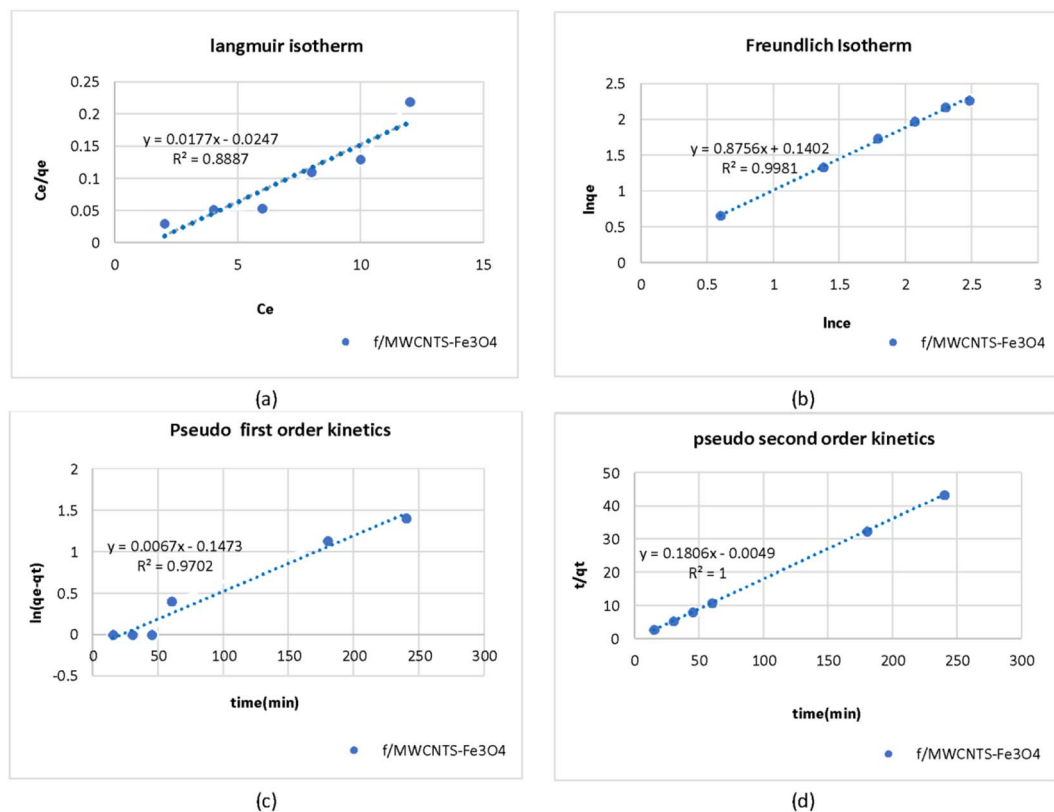 langmuir isotherm
0.25
0.2
0.15
0.1
0.05
0
Ce/qe
y = 0.0177x - 0.0247
R² = 0.8887
0
5
10
15
Ce
f/MWCNTS-Fe3O4
(a)
Freundlich Isotherm
2.5
2
1.5
1
0.5
0
lnqe
y = 0.8756x + 0.1402
R² = 0.9981
0
0.5
1
1.5
2
2.5
3
lnce
f/MWCNTS-Fe3O4
(b)
Pseudo first order kinetics
2
1.5
1
0.5
0
-0.5
ln(qe-qt)
y = 0.0067x - 0.1473
R² = 0.9702
0
50
100
150
200
250
300
time(min)
f/MWCNTS-Fe3O4
(c)
pseudo second order kinetics
50
40
30
20
10
0
t/qt
y = 0.1806x - 0.0049
R² = 1
0
50
100
150
200
250
300
time(min)
f/MWCNTS-Fe3O4
(d)